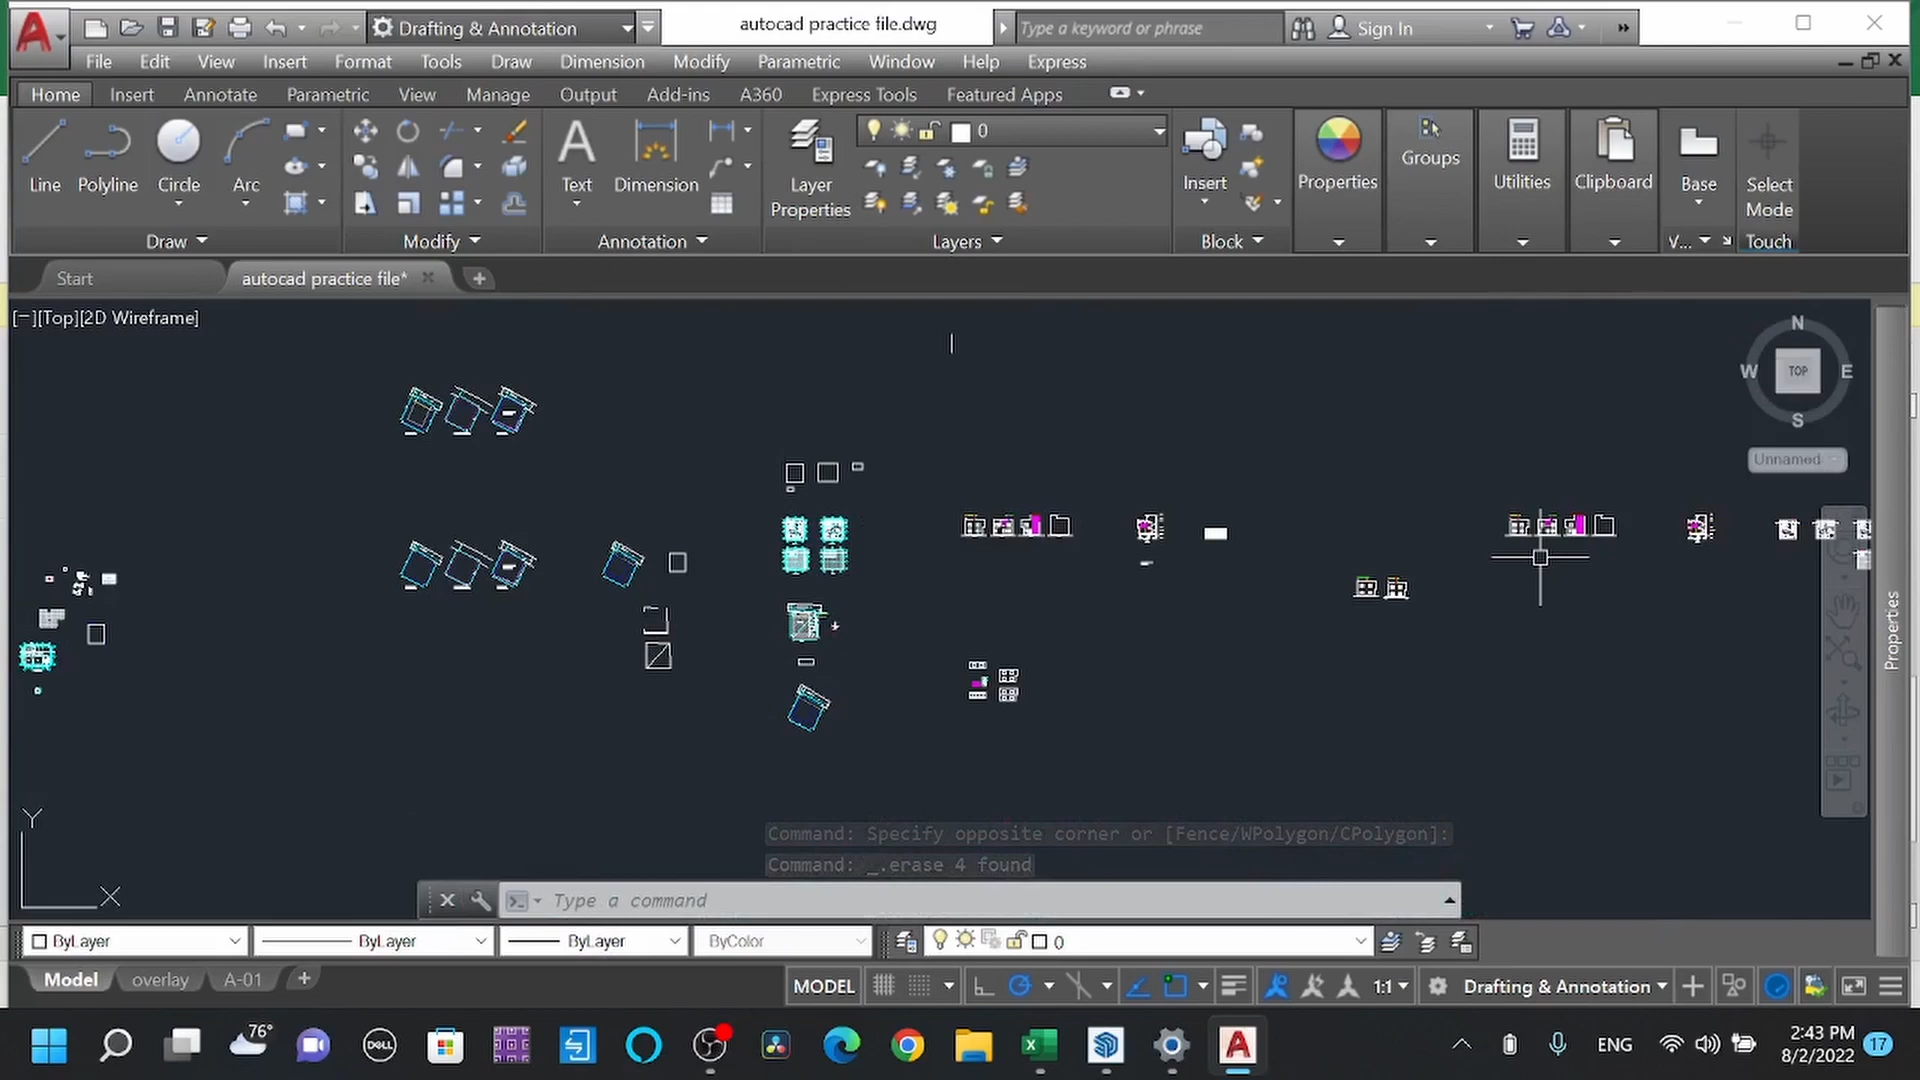 Drafting & Annotation
autocad practice file.dwg
Type a keyword or phrase
Sign In
File Edit View Insert Format Tools Draw Dimension Modify Parametric Window Help Express
Home Insert Annotate Parametric View Manage Output Add-ins A360 Express Tools Featured Apps
0
Line Polyline Circle Arc
Text Dimension
Layer Properties
Insert
Properties
Groups
Utilities
Clipboard
Base
Select Mode
Draw Modify Annotation Layers Block V... Touch
Start autocad practice file*
[−][Top][2D Wireframe]
N
W TOP E
S
Unnamed
Properties
Y
X
Command: Specify opposite corner or [Fence/WPolygon/CPolygon]:
Command: _.erase 4 found
Type a command
ByLayer ByLayer ByLayer ByColor 0
Model overlay A-01
MODEL 1:1 Drafting & Annotation
76°
DELL
ENG
2:43 PM
8/2/2022
17